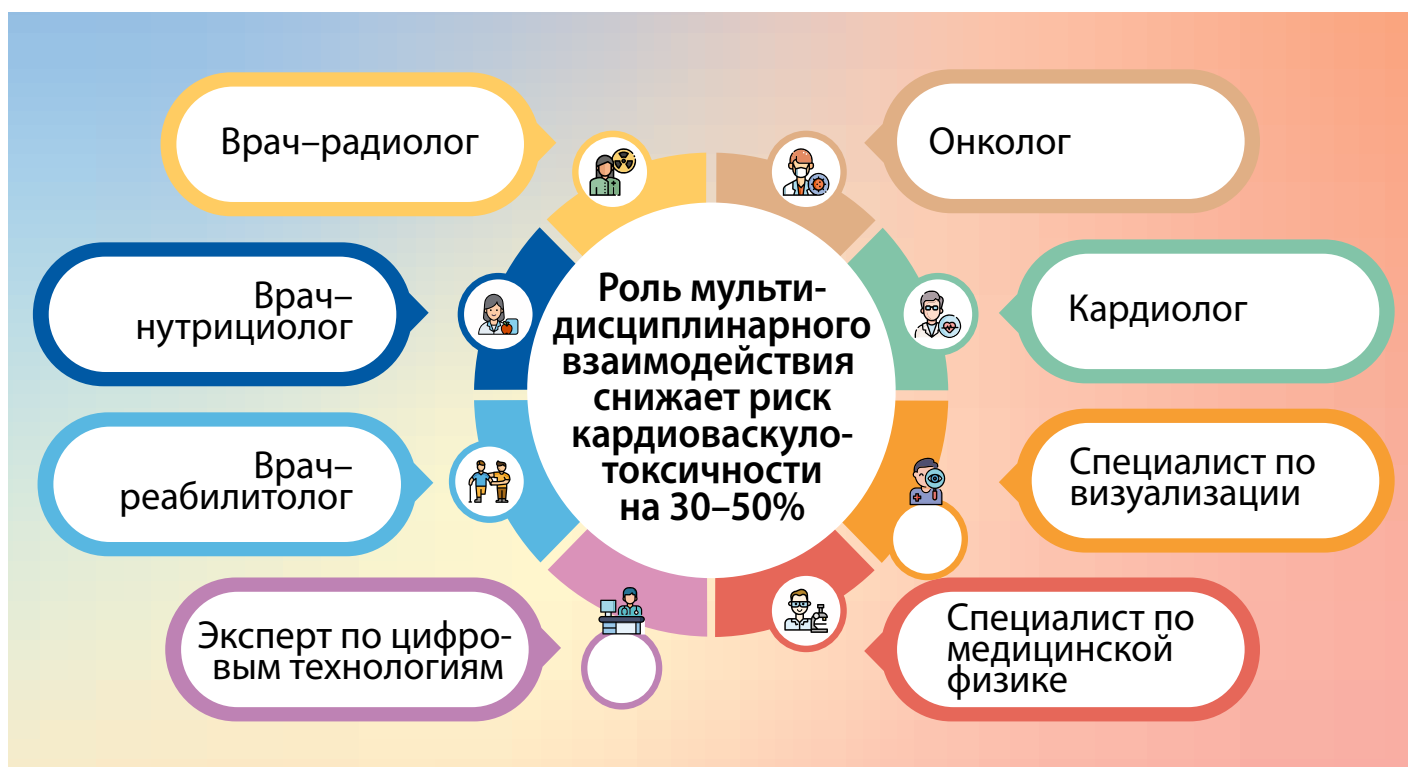 Врач–радиолог
Онколог
Врач–
нутрициолог
Кардиолог
Роль мульти-
дисциплинарного
взаимодействия
снижает риск
кардиоваскуло-
токсичности
на 30–50%
Врач–
реабилитолог
Специалист по
визуализации
Эксперт по цифро-
вым технологиям
Специалист по
медицинской
физике